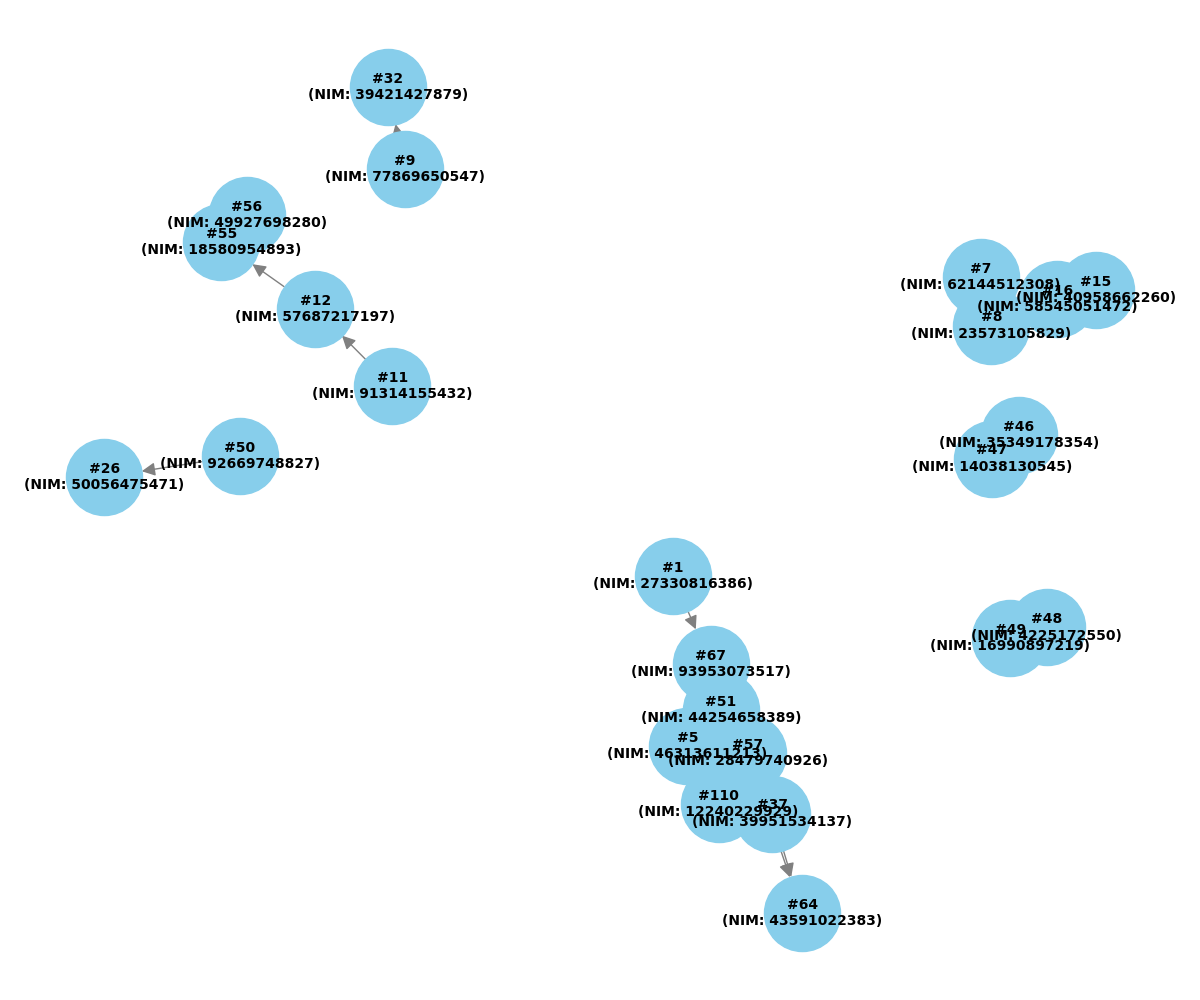 #32
(NIM: 39421427879)
#9
(NIM: 77869650547)
#56
(NIM: 49927698280)
#55
(NIM: 18580954893)
#12
(NIM: 57687217197)
#11
(NIM: 91314155432)
#50
(NIM: 92669748827)
#26
(NIM: 50056475471)
#7
(NIM: 62144512308)
#15
(NIM: 40958662260)
#16
(NIM: 58545051472)
#8
(NIM: 23573105829)
#46
(NIM: 35349178354)
#47
(NIM: 14038130545)
#1
(NIM: 27330816386)
#48
(NIM: 4225172550)
#49
(NIM: 16990897219)
#67
(NIM: 93953073517)
#51
(NIM: 44254658389)
#5
(NIM: 46313611213)
#57
(NIM: 28479740926)
#110
(NIM: 12240229929)
#37
(NIM: 39951534137)
#64
(NIM: 43591022383)